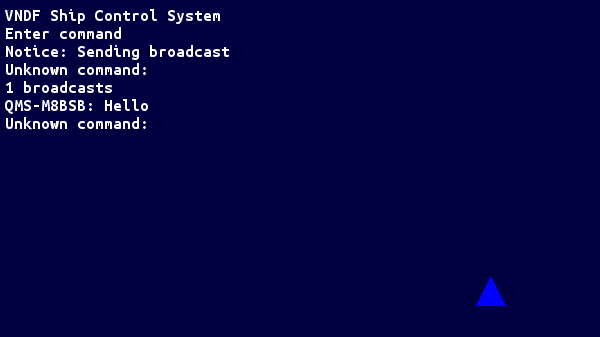 VNDF Ship Control System
Enter command
Notice: Sending broadcast
Unknown command:
1 broadcasts
QMS-M8BSB: Hello
Unknown command: